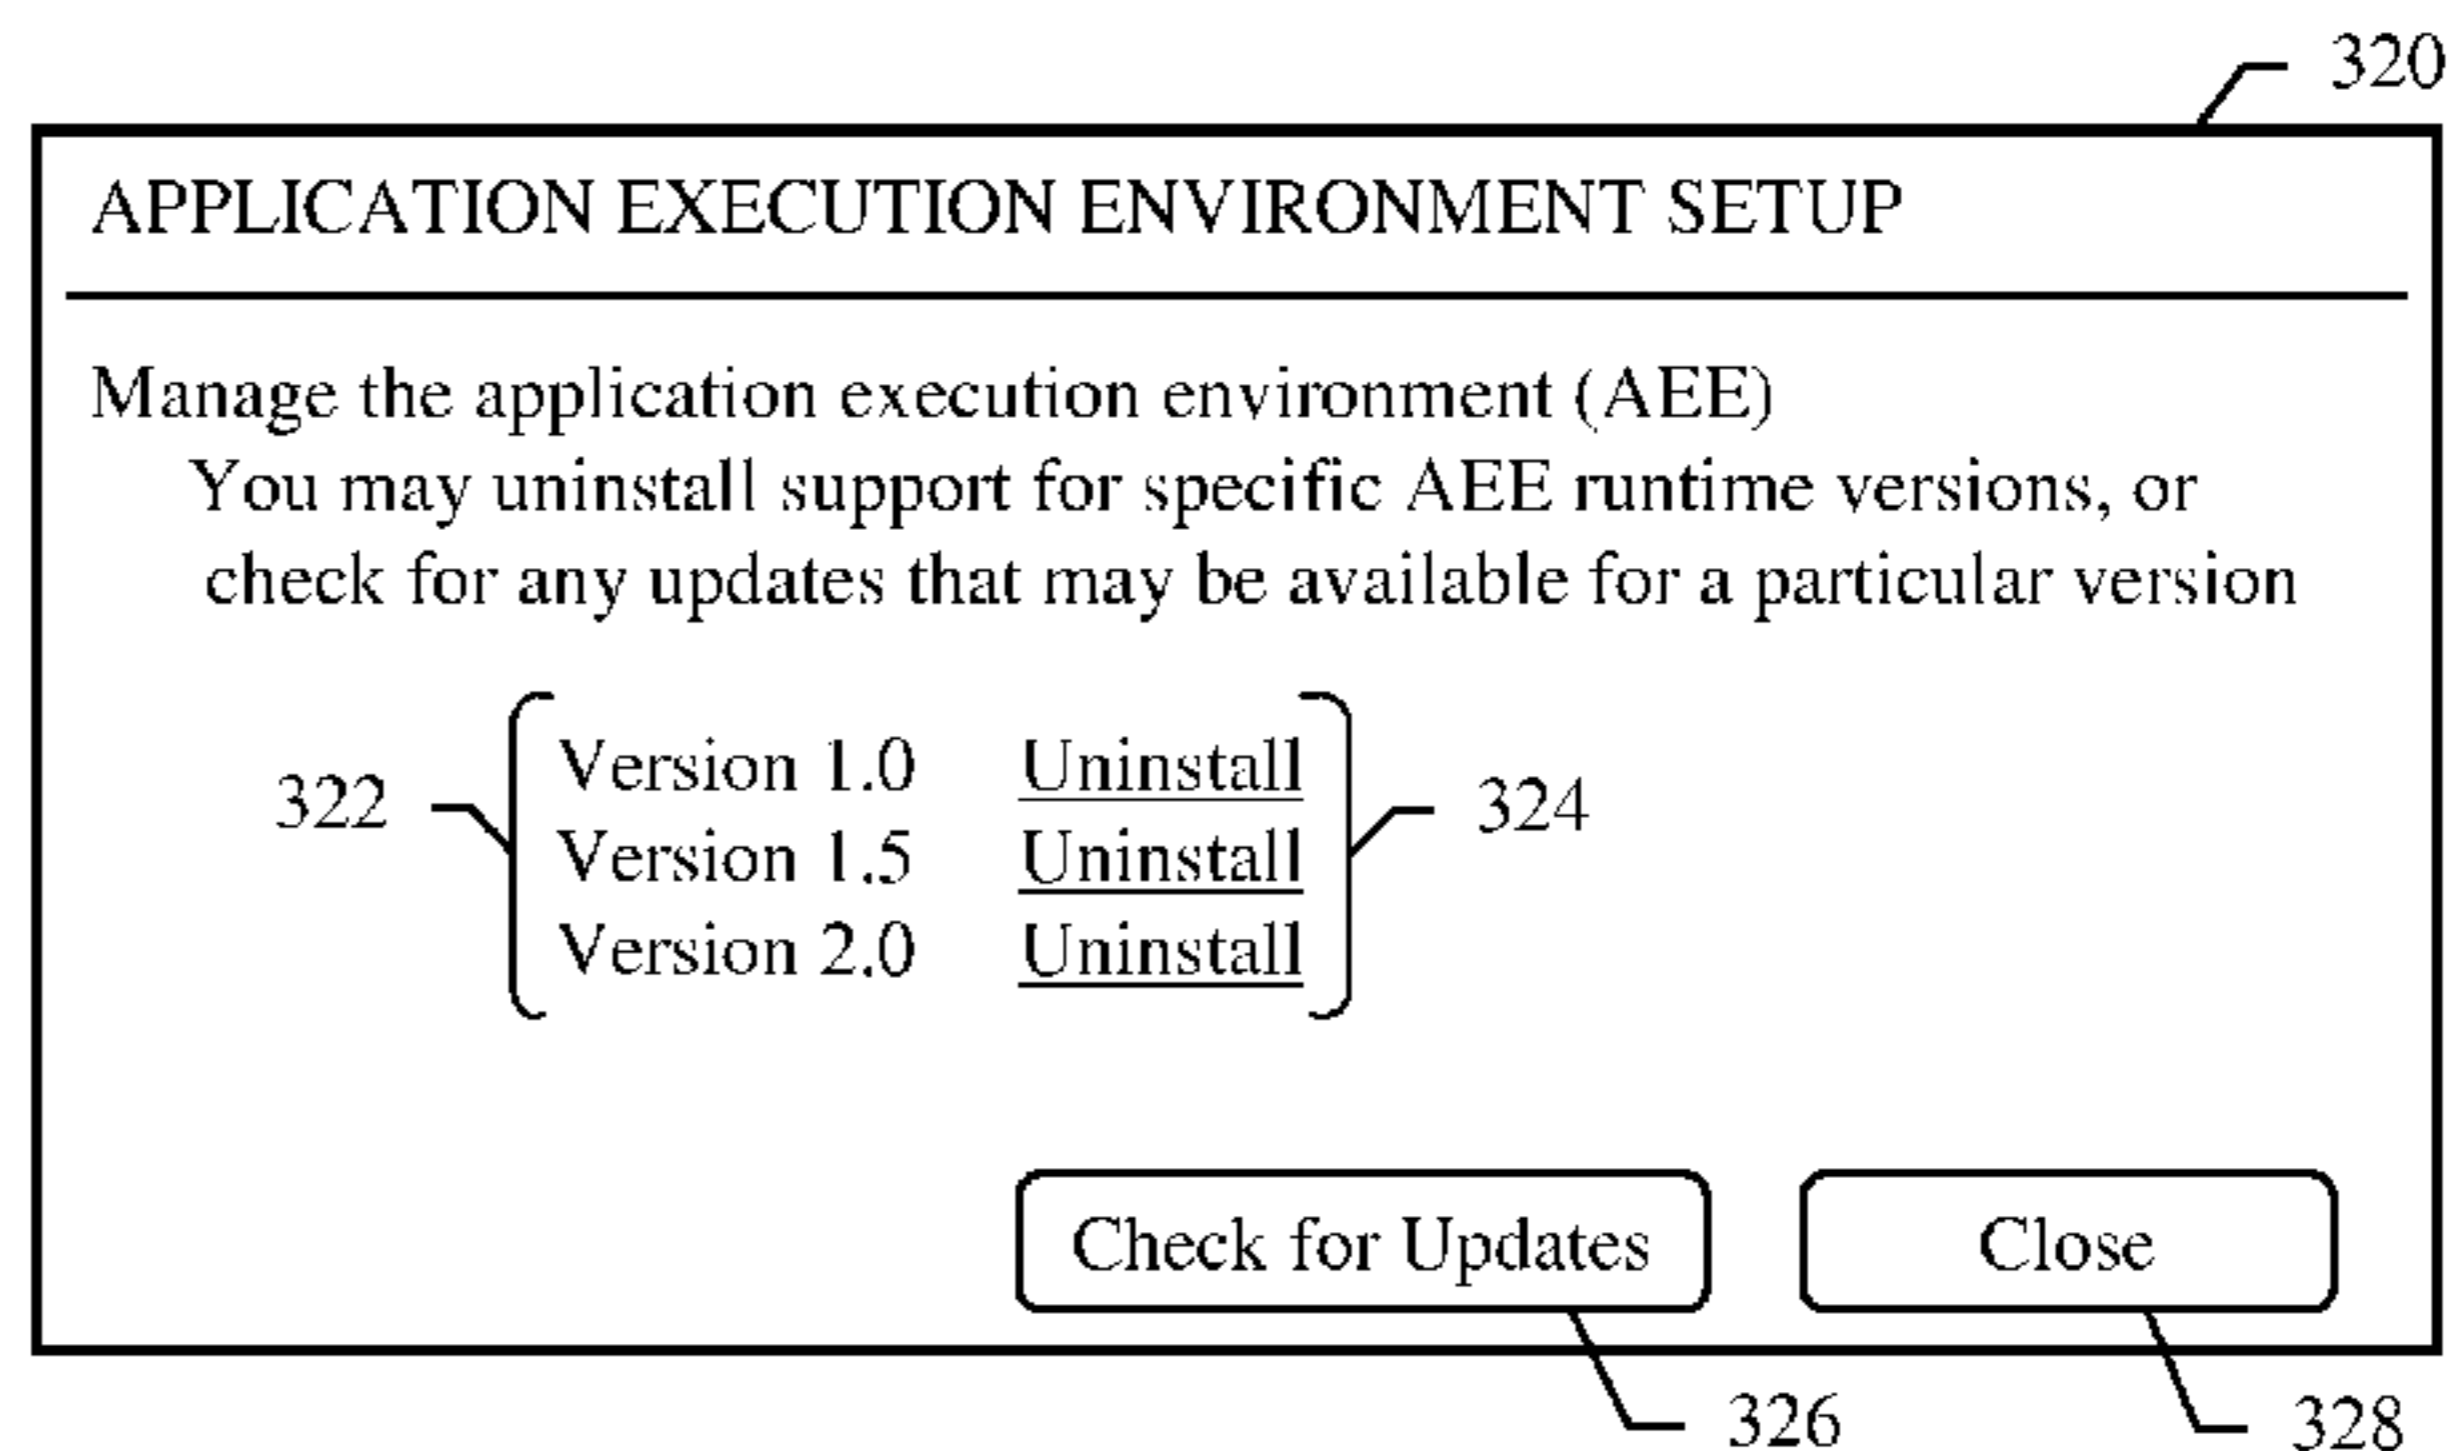 320
APPLICATION EXECUTION ENVIRONMENT SETUP
Manage the application execution environment (AEE)
You may uninstall support for specific AEE runtime versions, or
check for any updates that may be available for a particular version
Version 1.0 Uninstall
322 Version 1.5 Uninstall 324
Version 2.0 Uninstall
Check for Updates Close
326 328